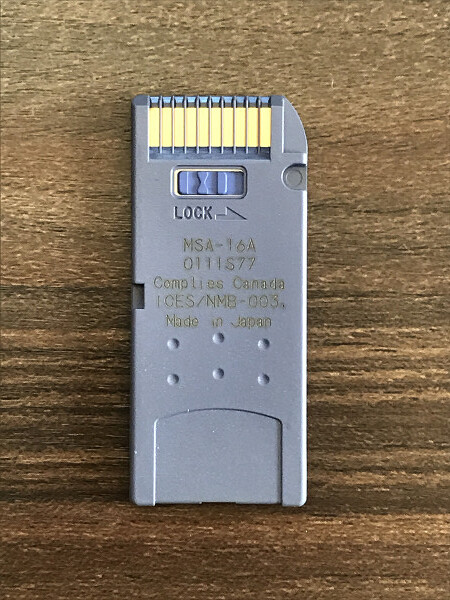 LOCK
MSA-16A
0111S77
Complies Canada
ICES/NMB-003.
Made in Japan